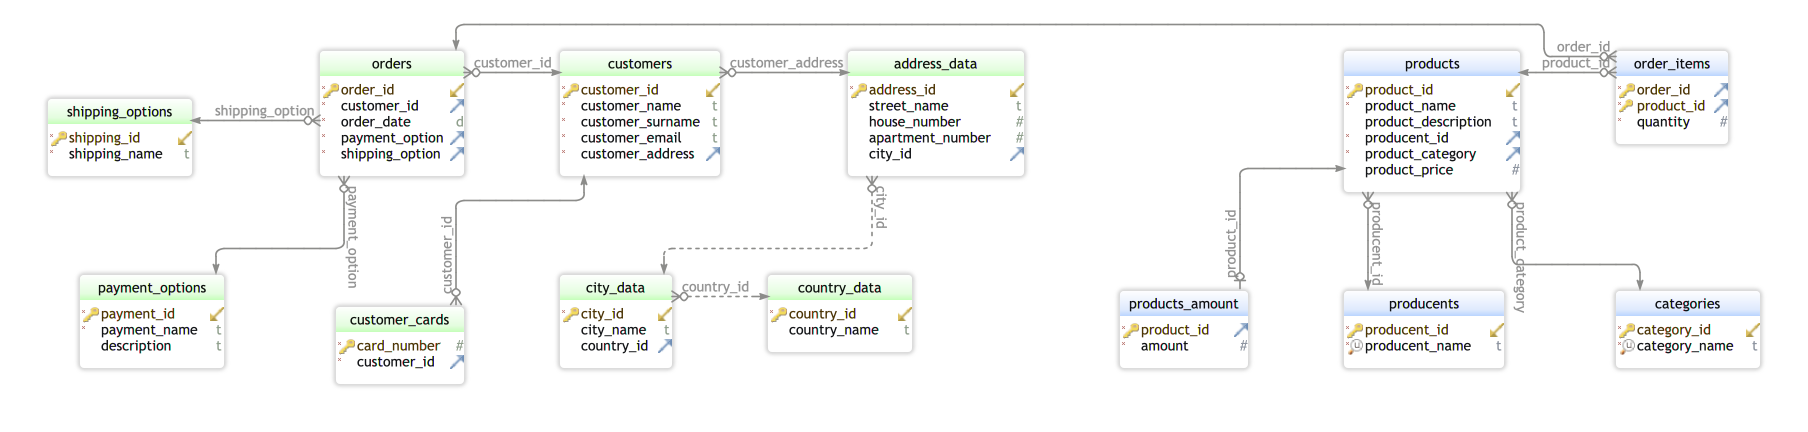 orders
order_id
customer_id
order_date d
payment_option
shipping_option
customer_id
customers
customer_id
customer_name t
customer_surname t
customer_email t
customer_address
customer_address
address_data
address_id
street_name t
house_number #
apartment_number #
city_id
products
product_id
product_name t
product_description t
producent_id
product_category
product_price #
order_id
product_id
order_items
order_id
product_id
quantity #
shipping_options
shipping_id
shipping_name t
shipping_option
payment_option
customer_id
city_id
product_id
producent_id
product_category
payment_options
payment_id
payment_name t
description t
customer_cards
card_number #
customer_id
city_data
city_id
city_name t
country_id
country_id
country_data
country_id
country_name t
products_amount
product_id
amount #
producents
producent_id
u producent_name t
categories
category_id
u category_name t